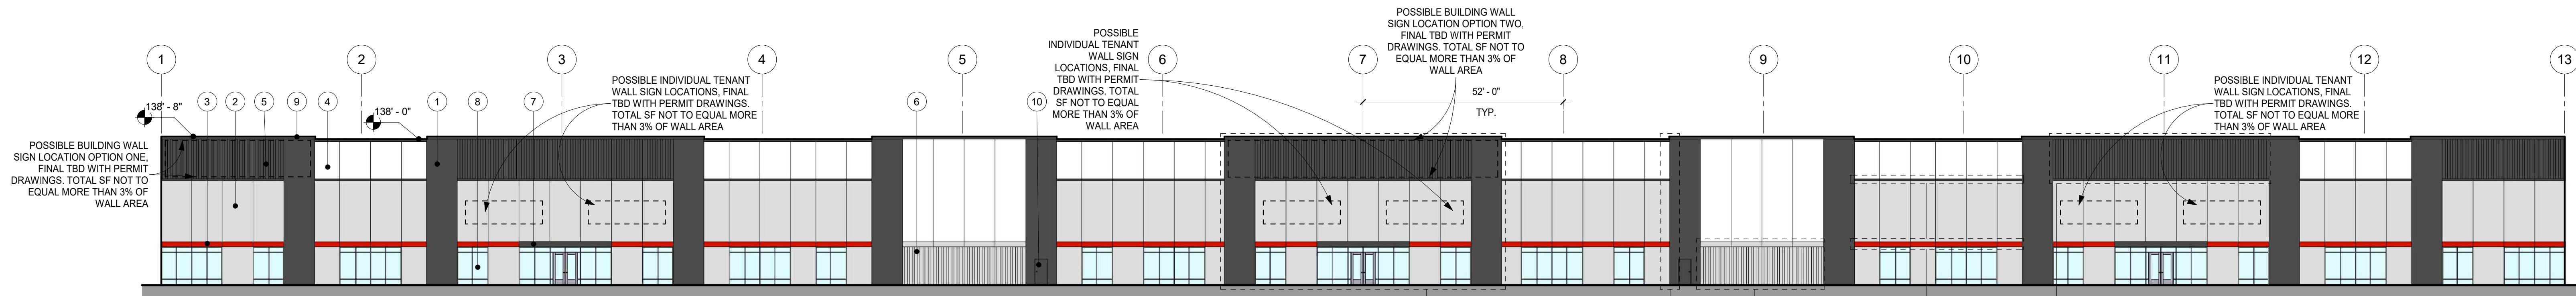 POSSIBLE BUILDING WALL
SIGN LOCATION OPTION TWO,
FINAL TBD WITH PERMIT
DRAWINGS. TOTAL SF NOT TO
EQUAL MORE THAN 3% OF
WALL AREA
POSSIBLE
INDIVIDUAL TENANT
WALL SIGN
LOCATIONS, FINAL
TBD WITH PERMIT
DRAWINGS. TOTAL
SF NOT TO EQUAL
MORE THAN 3% OF
WALL AREA
1
2
3
4
5
6
7
8
9
10
11
12
13
POSSIBLE INDIVIDUAL TENANT
WALL SIGN LOCATIONS, FINAL
TBD WITH PERMIT DRAWINGS.
TOTAL SF NOT TO EQUAL MORE
THAN 3% OF WALL AREA
POSSIBLE INDIVIDUAL TENANT
WALL SIGN LOCATIONS, FINAL
TBD WITH PERMIT DRAWINGS.
TOTAL SF NOT TO EQUAL MORE
THAN 3% OF WALL AREA
52' - 0"
TYP.
138' - 8"
3
2
5
9
4
138' - 0"
1
8
7
6
10
POSSIBLE BUILDING WALL
SIGN LOCATION OPTION ONE,
FINAL TBD WITH PERMIT
DRAWINGS. TOTAL SF NOT TO
EQUAL MORE THAN 3% OF
WALL AREA